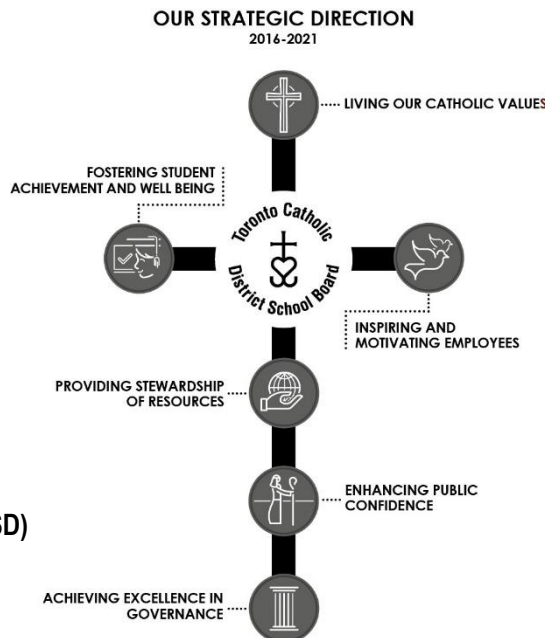 OUR STRATEGIC DIRECTION
2016-2021
LIVING OUR CATHOLIC VALUES
FOSTERING STUDENT
ACHIEVEMENT AND WELL BEING
Toronto Catholic
District School Board
INSPIRING AND
MOTIVATING EMPLOYEES
PROVIDING STEWARDSHIP
OF RESOURCES
ENHANCING PUBLIC
CONFIDENCE
SD)
ACHIEVING EXCELLENCE IN
GOVERNANCE